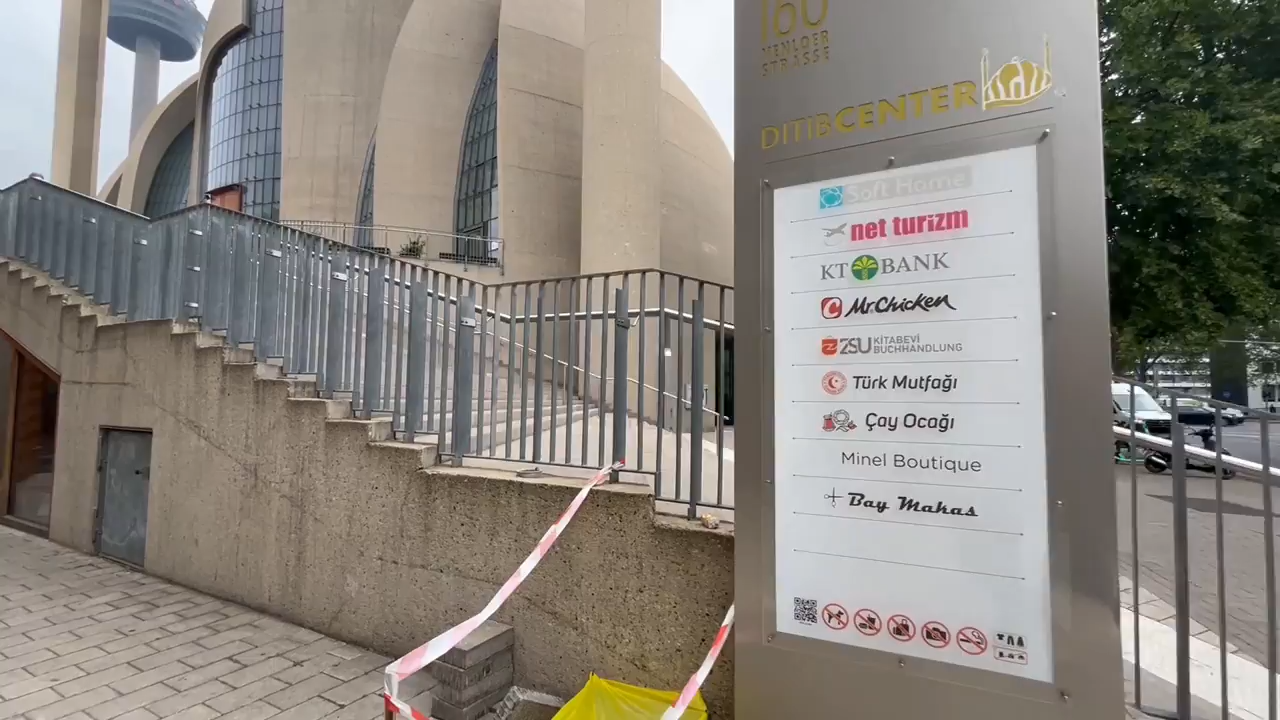 160
VENLOER
STRASSE
DITIBCENTER
Soft Home
net turizm
KT BANK
Mr.Chicken
ZSU KİTABEVİ
BUCHHANDLUNG
Türk Mutfağı
Çay Ocağı
Minel Boutique
Bay Makas